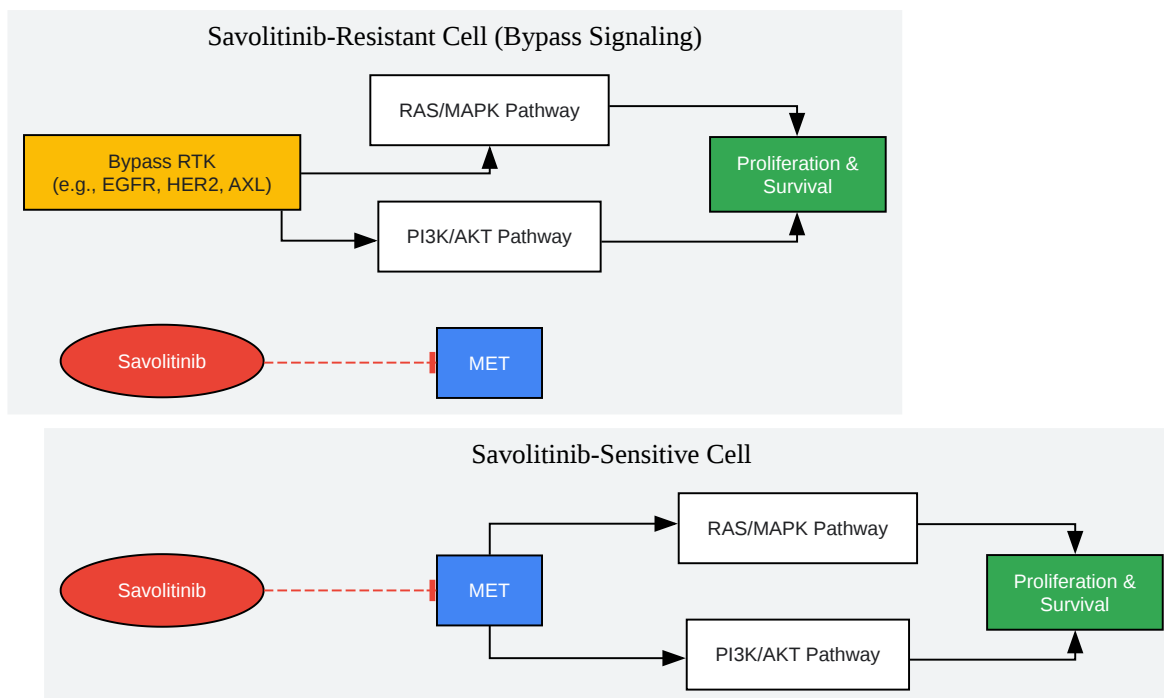 Savolitinib-Resistant Cell (Bypass Signaling)
RAS/MAPK Pathway
Bypass RTK
(e.g., EGFR, HER2, AXL)
Proliferation &
Survival
PI3K/AKT Pathway
Savolitinib
MET
Savolitinib-Sensitive Cell
RAS/MAPK Pathway
Savolitinib
MET
Proliferation &
Survival
PI3K/AKT Pathway